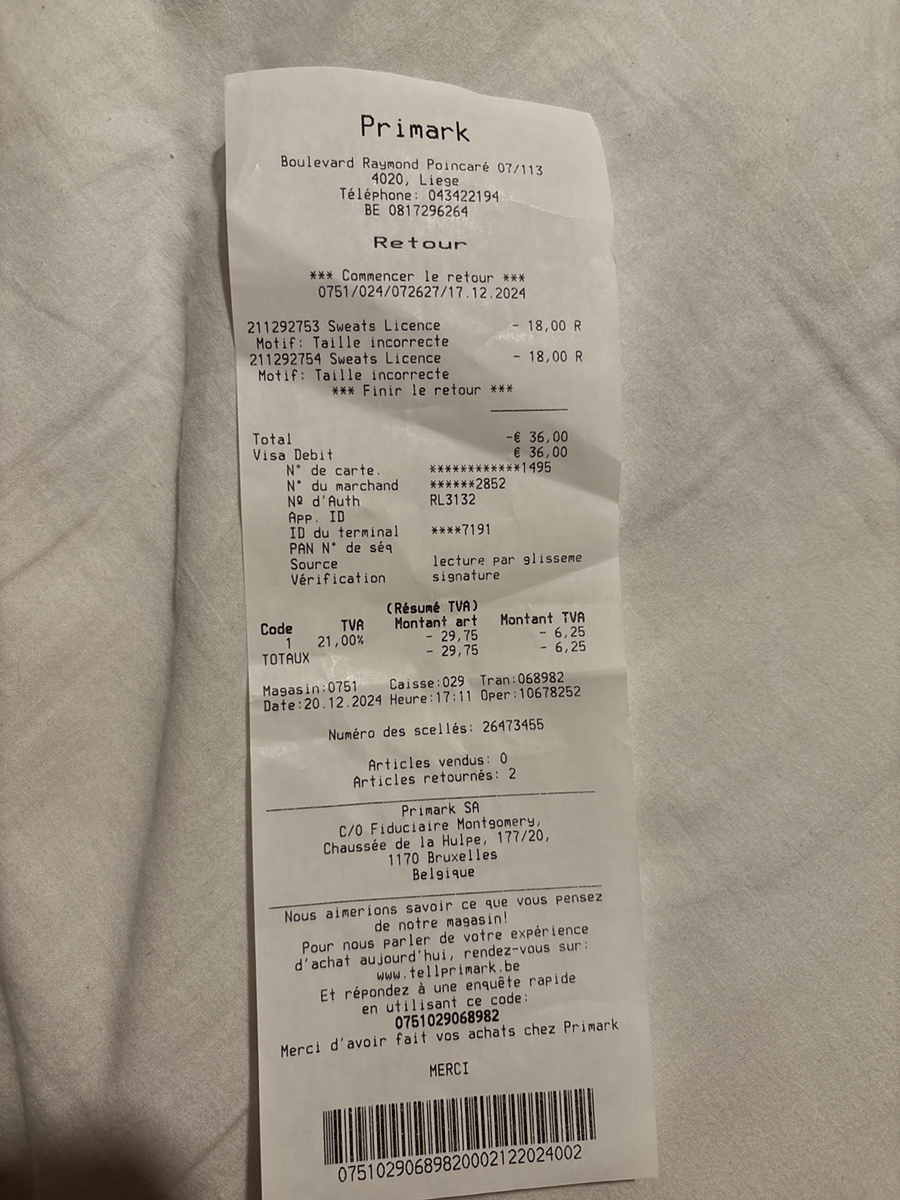 Primark
Boulevard Raymond Poincaré 07/113
4020, Liege
Téléphone: 043422194
BE 0817296264
Retour
*** Commencer le retour ***
0751/024/072627/17.12.2024
211292753 Sweats Licence - 18,00 R
Motif: Taille incorrecte
211292754 Sweats Licence - 18,00 R
Motif: Taille incorrecte
*** Finir le retour ***
Total -€ 36,00
Visa Debit € 36,00
N° de carte. ************1495
N° du marchand ******2852
Nº d'Auth RL3132
App. ID
ID du terminal ****7191
PAN N° de séq
Source lecture par glisseme
Vérification signature
(Résumé TVA)
Code TVA Montant art Montant TVA
1 21,00% - 29,75 - 6,25
TOTAUX - 29,75 - 6,25
Magasin:0751 Caisse:029 Tran:068982
Date:20.12.2024 Heure:17:11 Oper:10678252
Numéro des scellés: 26473455
Articles vendus: 0
Articles retournés: 2
Primark SA
C/O Fiduciaire Montgomery,
Chaussée de la Hulpe, 177/20,
1170 Bruxelles
Belgique
Nous aimerions savoir ce que vous pensez
de notre magasin!
Pour nous parler de votre expérience
d'achat aujourd'hui, rendez-vous sur:
www.tellprimark.be
Et répondez à une enquête rapide
en utilisant ce code:
0751029068982
Merci d'avoir fait vos achats chez Primark
MERCI
07510290689820002122024002